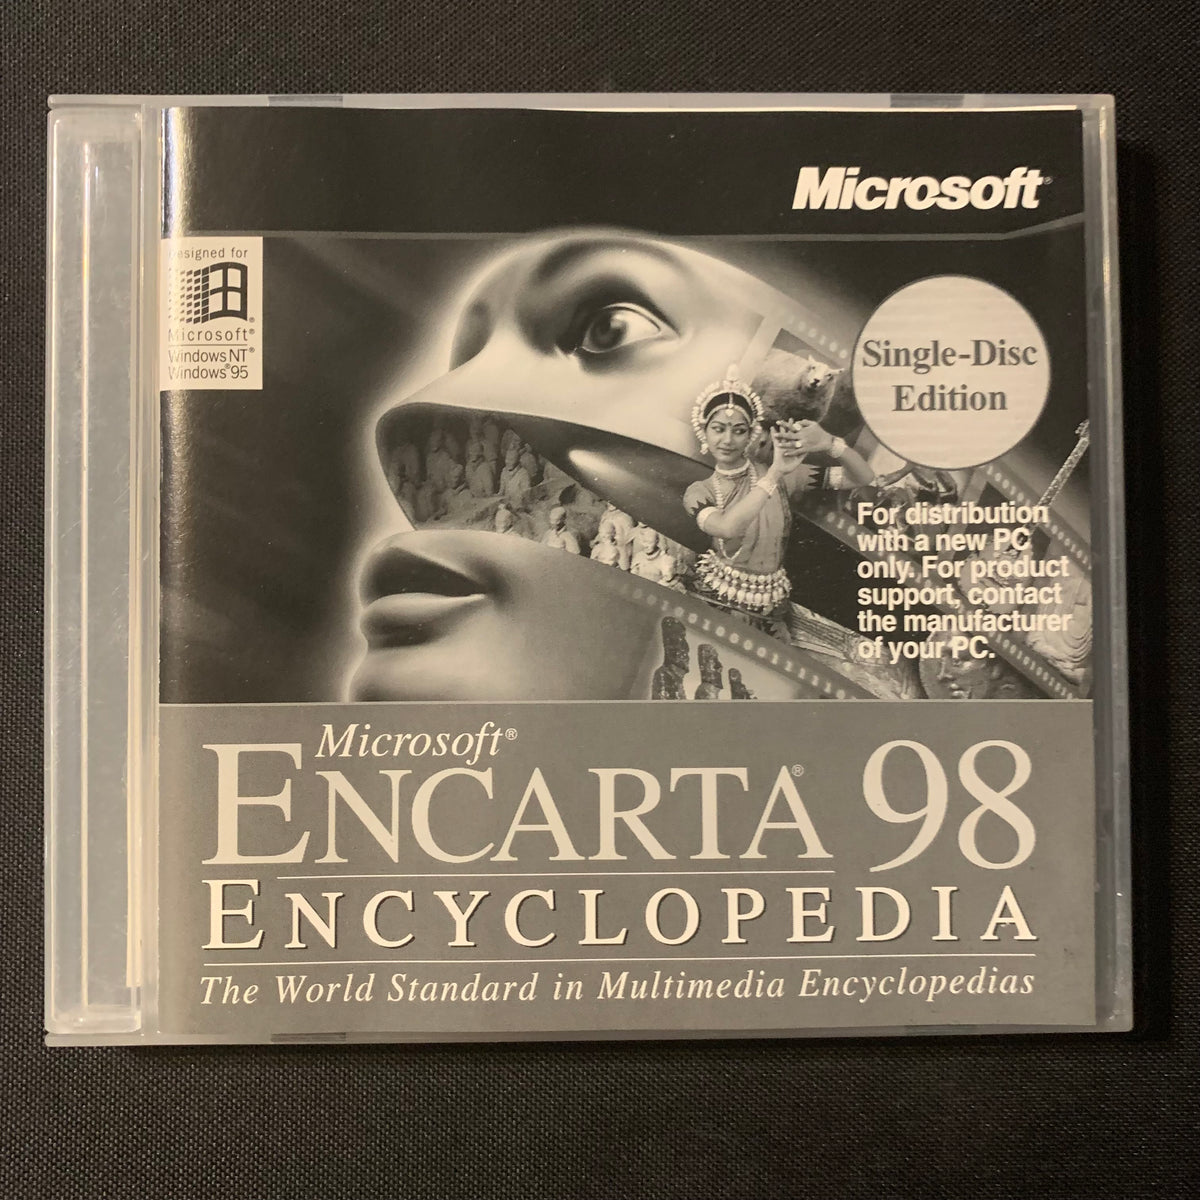 Microsoft®
Designed for
Microsoft®
Windows NT®
Windows®95
Single-Disc
Edition
For distribution
with a new PC
only. For product
support, contact
the manufacturer
of your PC.
Microsoft®
ENCARTA® 98
ENCYCLOPEDIA
The World Standard in Multimedia Encyclopedias